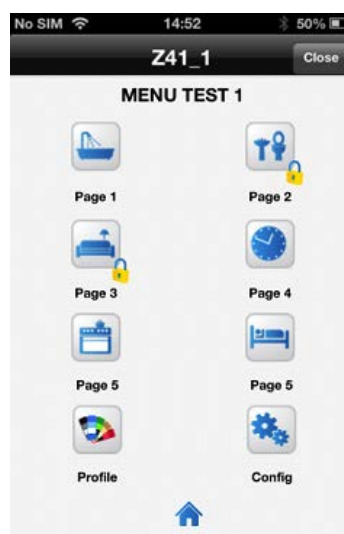 No SIM 14:52 50%
Z41_1 Close
MENU TEST 1
Page 1 Page 2
Page 3 Page 4
Page 5 Page 5
Profile Config